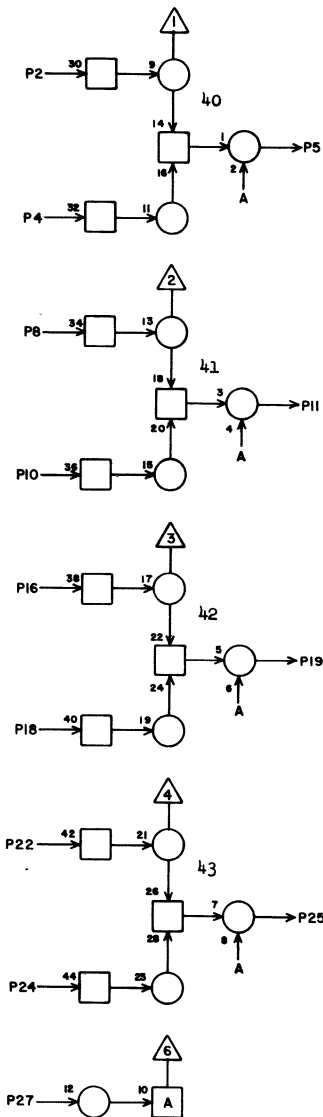 1
P2 30 9
40
14 1 P5
16 2
P4 32 11 A
2
P8 34 13
41
18 3 P11
20 4
P10 36 15 A
3
P16 38 17
42
22 5 P19
24 6
P18 40 19 A
4
P22 42 21
43
26 7 P25
28 8
P24 44 23 A
6
P27 12 10 A